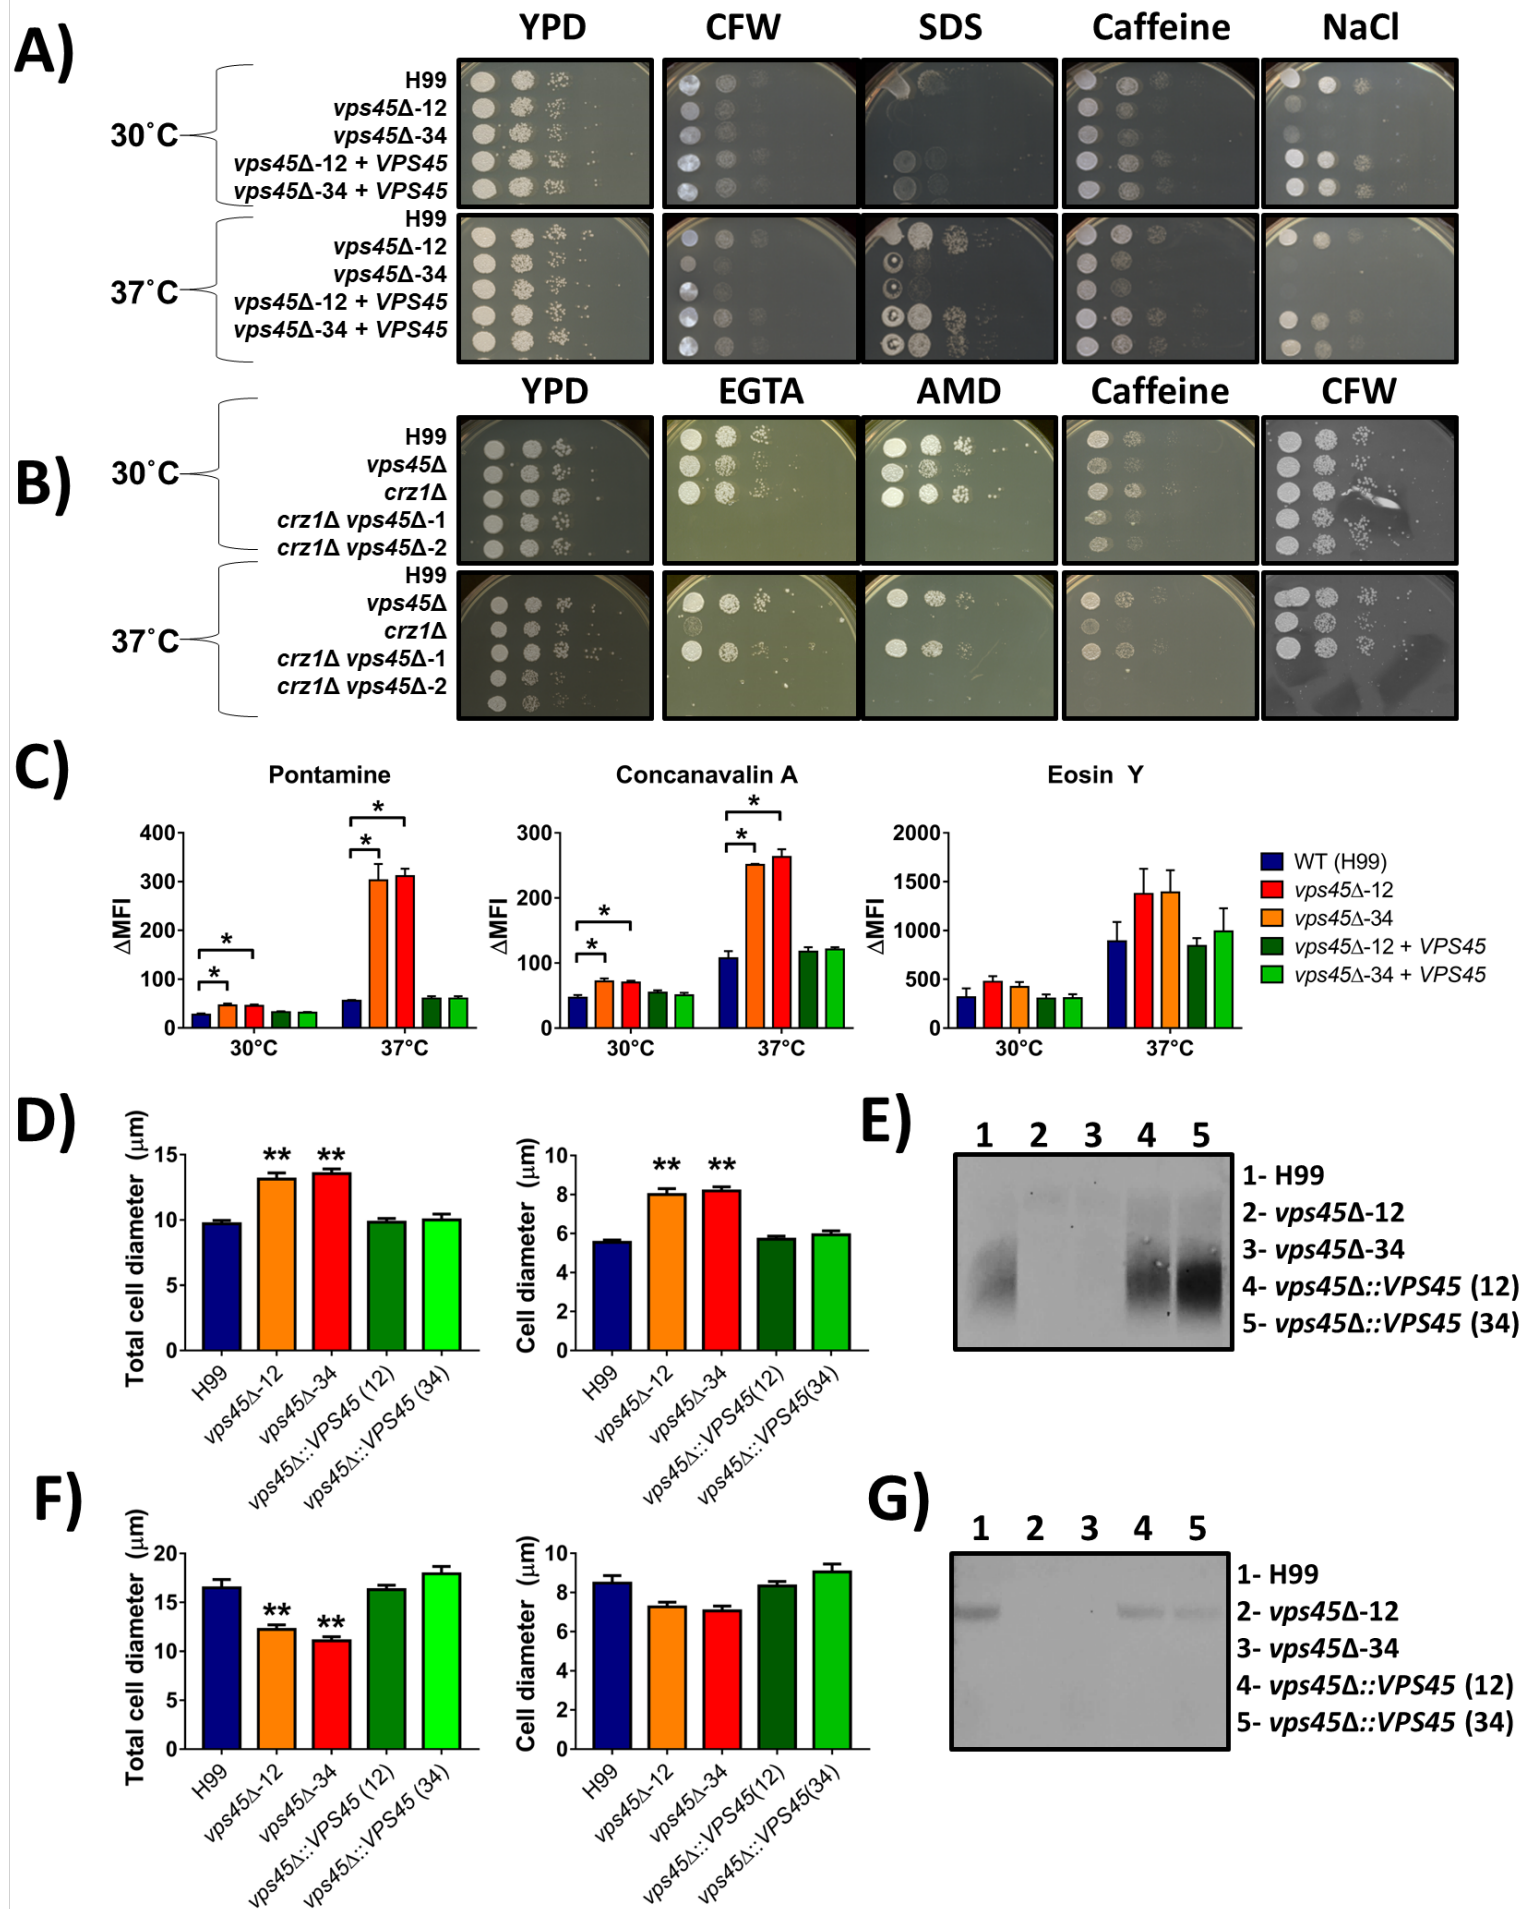 A)
YPD CFW SDS Caffeine NaCl
30˚C
H99
vps45Δ-12
vps45Δ-34
vps45Δ-12 + VPS45
vps45Δ-34 + VPS45
37˚C
H99
vps45Δ-12
vps45Δ-34
vps45Δ-12 + VPS45
vps45Δ-34 + VPS45
B)
YPD EGTA AMD Caffeine CFW
30˚C
H99
vps45Δ
crz1Δ
crz1Δ vps45Δ-1
crz1Δ vps45Δ-2
37˚C
H99
vps45Δ
crz1Δ
crz1Δ vps45Δ-1
crz1Δ vps45Δ-2
C)
Pontamine
ΔMFI
400
300
200
100
0
* *
* *
30°C 37°C
Concanavalin A
ΔMFI
300
200
100
0
* *
* *
30°C 37°C
Eosin Y
ΔMFI
2000
1500
1000
500
0
30°C 37°C
WT (H99)
vps45Δ-12
vps45Δ-34
vps45Δ-12 + VPS45
vps45Δ-34 + VPS45
D)
Total cell diameter (μm)
15
10
5
0
** **
H99
vps45Δ-12
vps45Δ-34
vps45Δ::VPS45 (12)
vps45Δ::VPS45 (34)
Cell diameter (μm)
10
8
6
4
2
0
** **
H99
vps45Δ-12
vps45Δ-34
vps45Δ::VPS45(12)
vps45Δ::VPS45(34)
E)
1 2 3 4 5
1- H99
2- vps45Δ-12
3- vps45Δ-34
4- vps45Δ::VPS45 (12)
5- vps45Δ::VPS45 (34)
F)
Total cell diameter (μm)
20
15
10
5
0
** **
H99
vps45Δ-12
vps45Δ-34
vps45Δ::VPS45 (12)
vps45Δ::VPS45 (34)
Cell diameter (μm)
10
8
6
4
2
0
H99
vps45Δ-12
vps45Δ-34
vps45Δ::VPS45(12)
vps45Δ::VPS45(34)
G)
1 2 3 4 5
1- H99
2- vps45Δ-12
3- vps45Δ-34
4- vps45Δ::VPS45 (12)
5- vps45Δ::VPS45 (34)